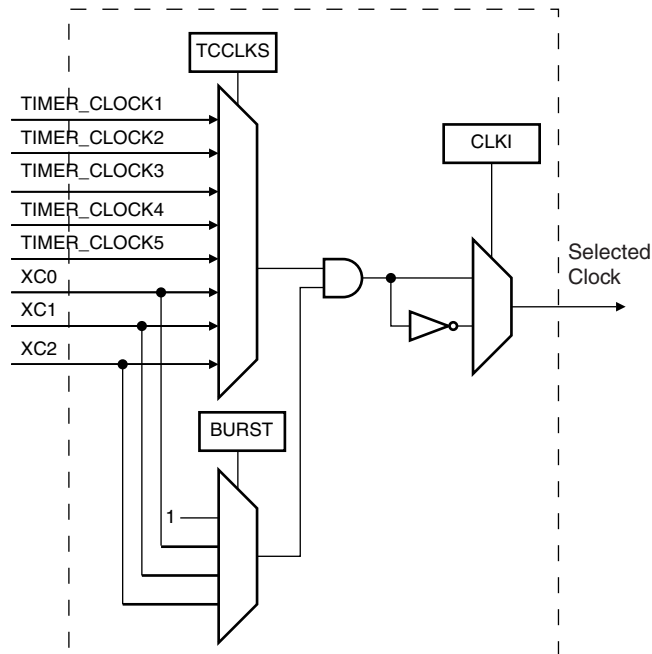 TCCLKS
TIMER_CLOCK1
TIMER_CLOCK2
CLKI
TIMER_CLOCK3
TIMER_CLOCK4
TIMER_CLOCK5
Selected
Clock
XC0
XC1
XC2
BURST
1